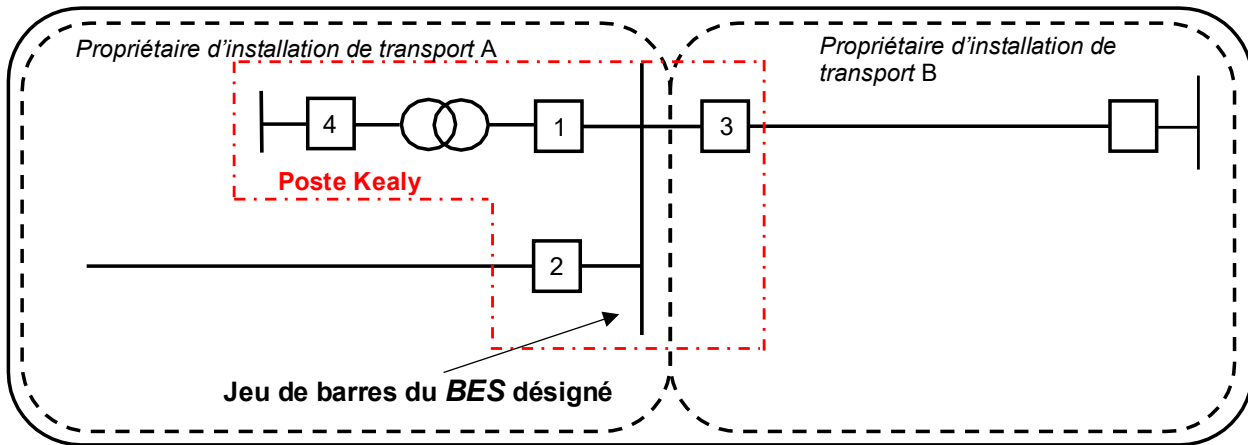 Propriétaire d'installation de transport A
Propriétaire d'installation de
transport B
4
1
3
Poste Kealy
2
Jeu de barres du BES désigné